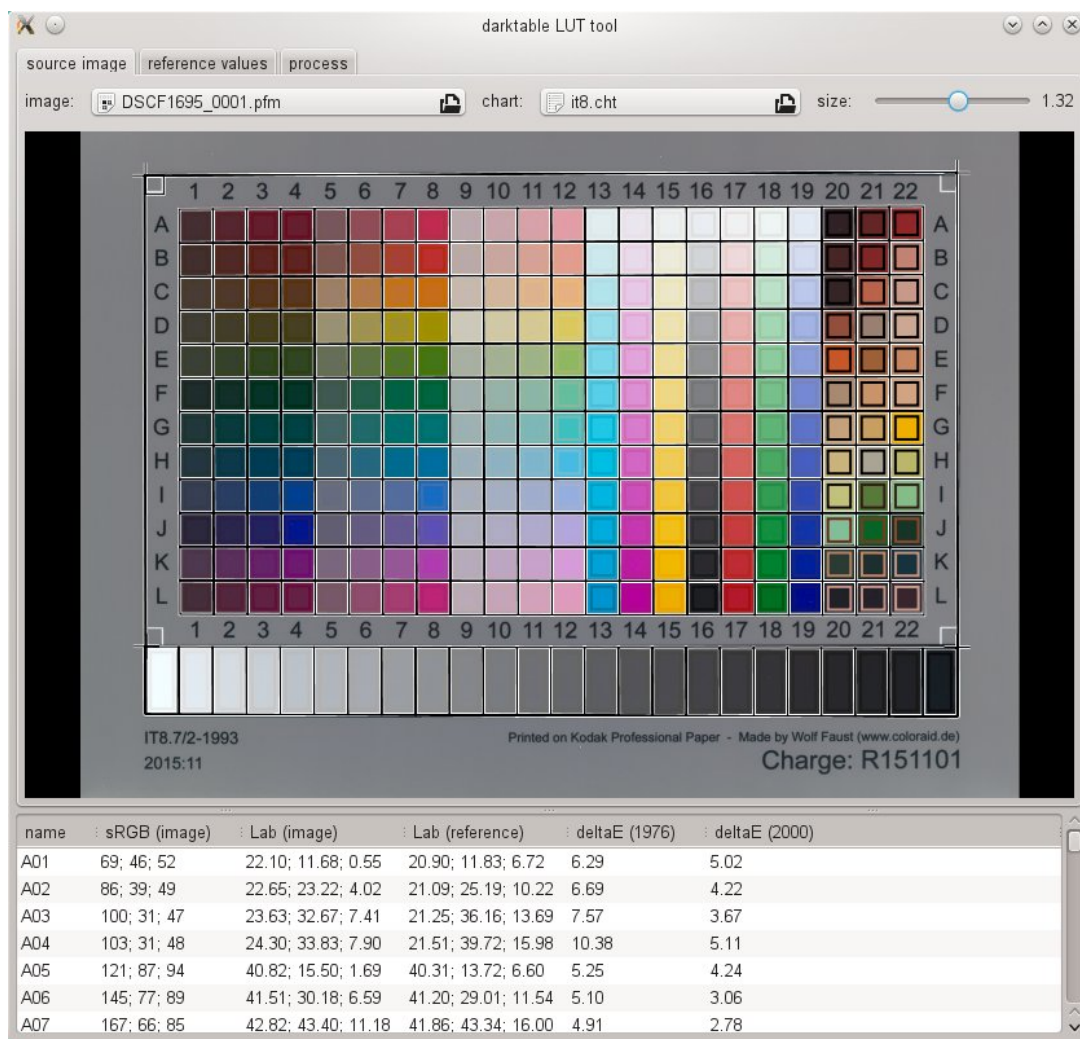 darktable LUT tool
source image reference values process
image: DSCF1695_0001.pfm chart: it8.cht size: 1.32
1 2 3 4 5 6 7 8 9 10 11 12 13 14 15 16 17 18 19 20 21 22
A A
B B
C C
D D
E E
F F
G G
H H
I I
J J
K K
L L
1 2 3 4 5 6 7 8 9 10 11 12 13 14 15 16 17 18 19 20 21 22
IT8.7/2-1993 Printed on Kodak Professional Paper - Made by Wolf Faust (www.coloraid.de)
2015:11 Charge: R151101
name sRGB (image) Lab (image) Lab (reference) deltaE (1976) deltaE (2000)
A01 69; 46; 52 22.10; 11.68; 0.55 20.90; 11.83; 6.72 6.29 5.02
A02 86; 39; 49 22.65; 23.22; 4.02 21.09; 25.19; 10.22 6.69 4.22
A03 100; 31; 47 23.63; 32.67; 7.41 21.25; 36.16; 13.69 7.57 3.67
A04 103; 31; 48 24.30; 33.83; 7.90 21.51; 39.72; 15.98 10.38 5.11
A05 121; 87; 94 40.82; 15.50; 1.69 40.31; 13.72; 6.60 5.25 4.24
A06 145; 77; 89 41.51; 30.18; 6.59 41.20; 29.01; 11.54 5.10 3.06
A07 167; 66; 85 42.82; 43.40; 11.18 41.86; 43.34; 16.00 4.91 2.78